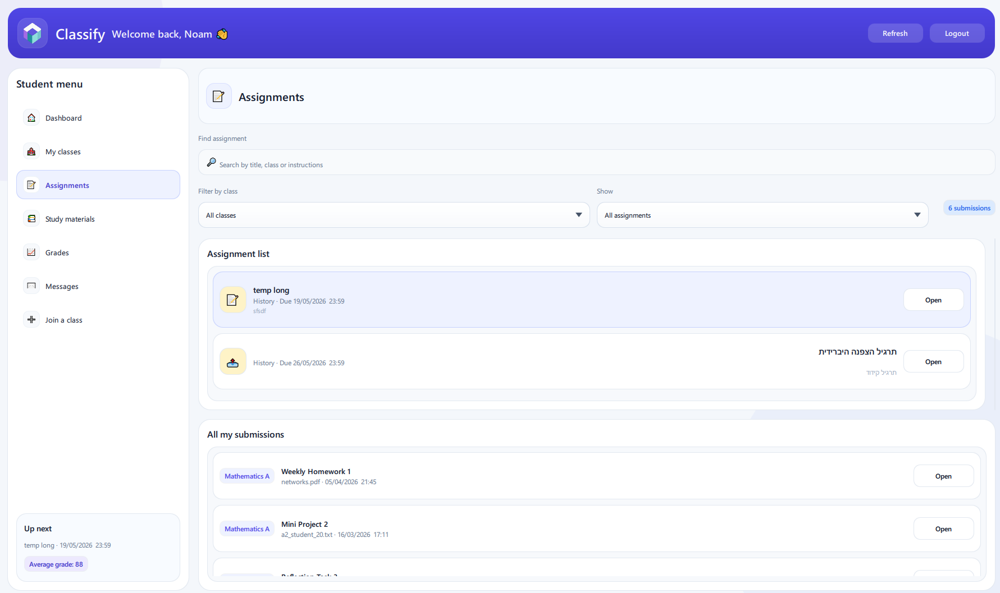 Classify Welcome back, Noam 👋
Refresh
Logout
Student menu
Dashboard
My classes
Assignments
Study materials
Grades
Messages
Join a class
Up next
temp long · 19/05/2026 23:59
Average grade: 88
Assignments
Find assignment
Search by title, class or instructions
Filter by class
All classes
Show
All assignments
6 submissions
Assignment list
temp long
History · Due 19/05/2026 23:59
sfsdf
Open
תרגיל הצפנה היברידית
History · Due 26/05/2026 23:59
תרגיל קידוד
Open
All my submissions
Mathematics A
Weekly Homework 1
networks.pdf · 05/04/2026 21:45
Open
Mathematics A
Mini Project 2
a2_student_20.txt · 16/03/2026 17:11
Open